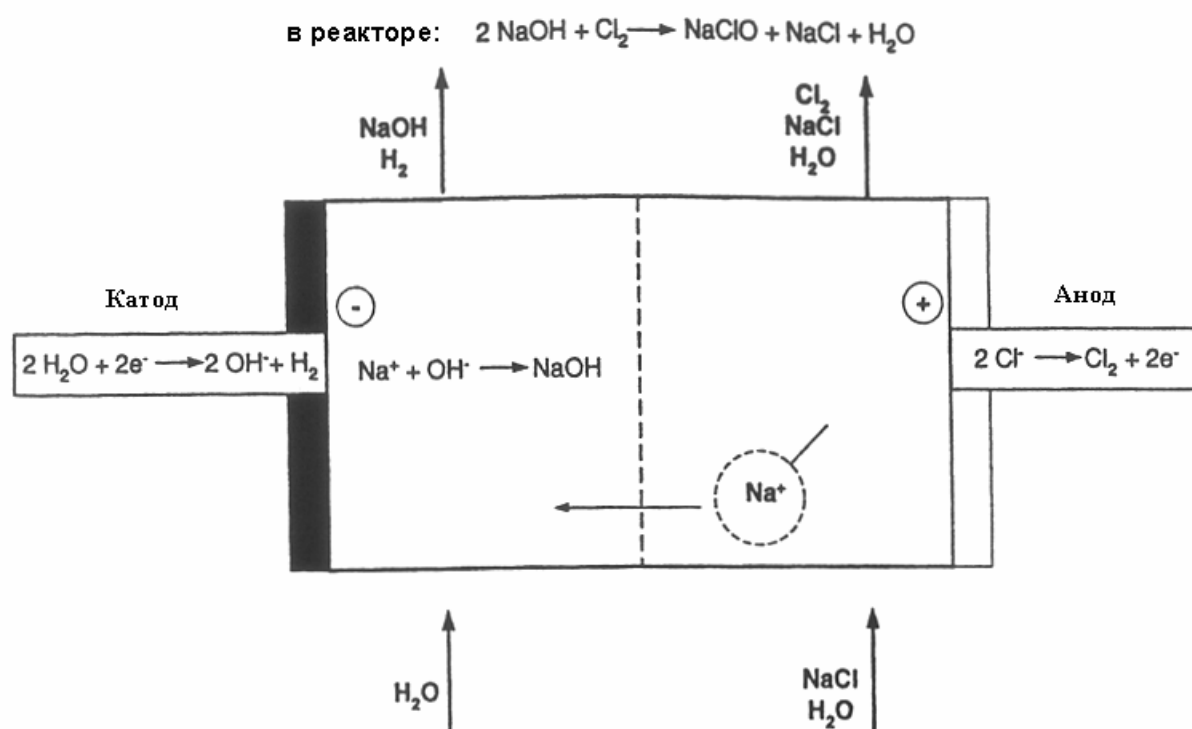 в реакторе: 2 NaOH + Cl₂ → NaClO + NaCl + H₂O
NaOH
H₂
Cl₂
NaCl
H₂O
Катод
-
+
Анод
2 H₂O + 2e⁻ → 2 OH⁻ + H₂
Na⁺ + OH⁻ → NaOH
2 Cl⁻ → Cl₂ + 2e⁻
Na⁺
H₂O
NaCl
H₂O